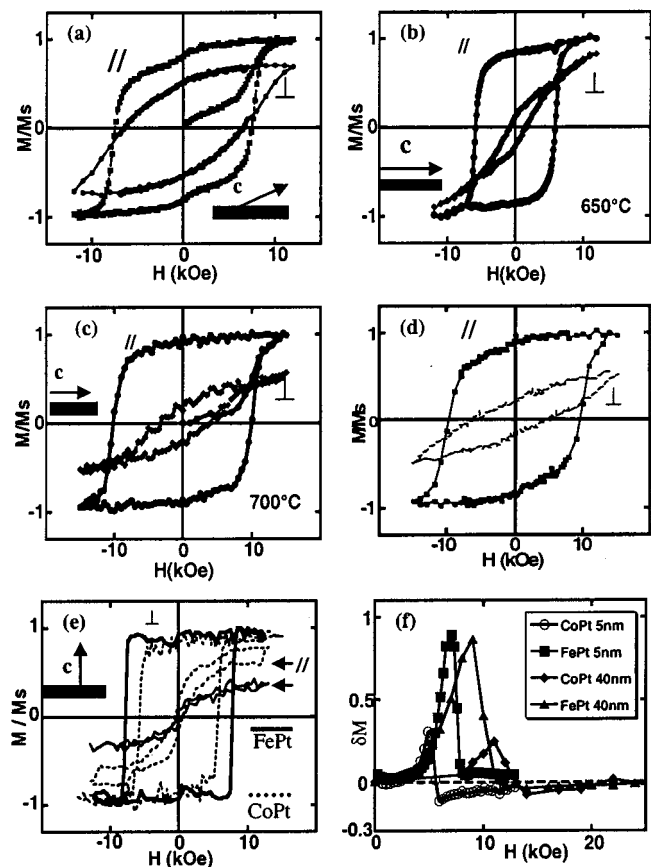 (a)
//
⊥
c
M/Ms
1
0
-1
-10
0
10
H (kOe)
(b)
//
⊥
c
650°C
M/Ms
1
0
-1
-10
0
10
H (kOe)
(c)
//
c
⊥
700°C
M/Ms
1
0
-1
-10
0
10
H(kOe)
(d)
//
⊥
M/Ms
1
0
-1
-10
0
10
H (kOe)
(e)
⊥
c
//
FePt
CoPt
M / Ms
1
0
-1
-10
0
10
H (kOe)
(f)
CoPt 5nm
FePt 5nm
CoPt 40nm
FePt 40nm
δM
1
0.5
0
-0.3
0
10
20
H (kOe)